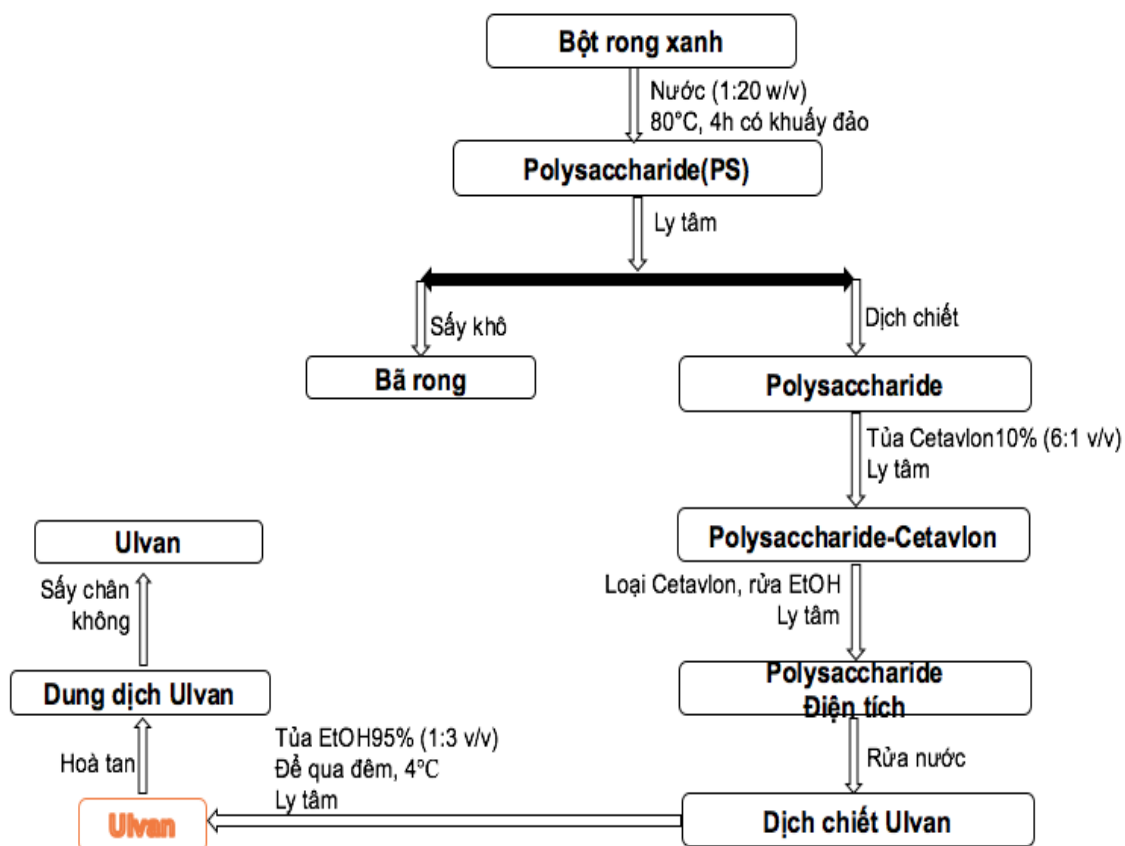 Bột rong xanh
Nước (1:20 w/v)
80°C, 4h có khuấy đảo
Polysaccharide(PS)
Ly tâm
Sấy khô
Dịch chiết
Bã rong
Polysaccharide
Tủa Cetavlon10% (6:1 v/v)
Ly tâm
Polysaccharide-Cetavlon
Loại Cetavlon, rửa EtOH
Ly tâm
Polysaccharide
Điện tích
Rửa nước
Dịch chiết Ulvan
Tủa EtOH95% (1:3 v/v)
Để qua đêm, 4℃
Ly tâm
Ulvan
Hoà tan
Dung dịch Ulvan
Sấy chân
không
Ulvan